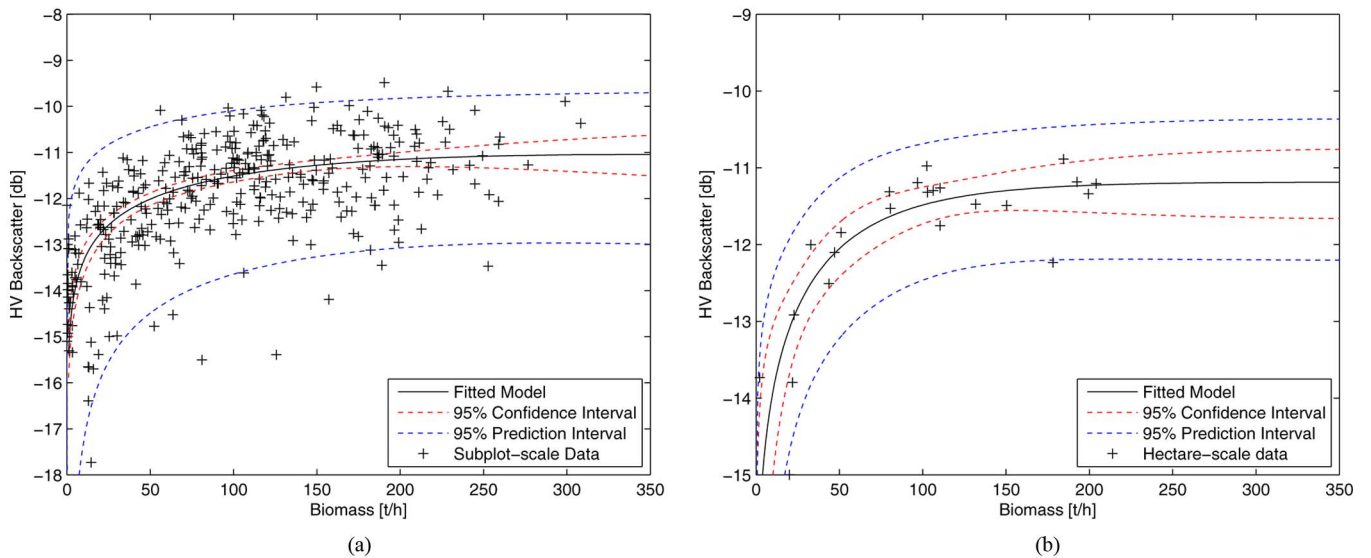 −8
−9
−10
−11
−12
−13
−14
−15
−16
−17
−18
HV Backscatter [db]
0
50
100
150
200
250
300
350
Biomass [t/h]
Fitted Model
95% Confidence Interval
95% Prediction Interval
Subplot−scale Data
(a)
−9
−10
−11
−12
−13
−14
−15
HV Backscatter [db]
0
50
100
150
200
250
300
350
Biomass [t/h]
Fitted Model
95% Confidence Interval
95% Prediction Interval
Hectare−scale data
(b)